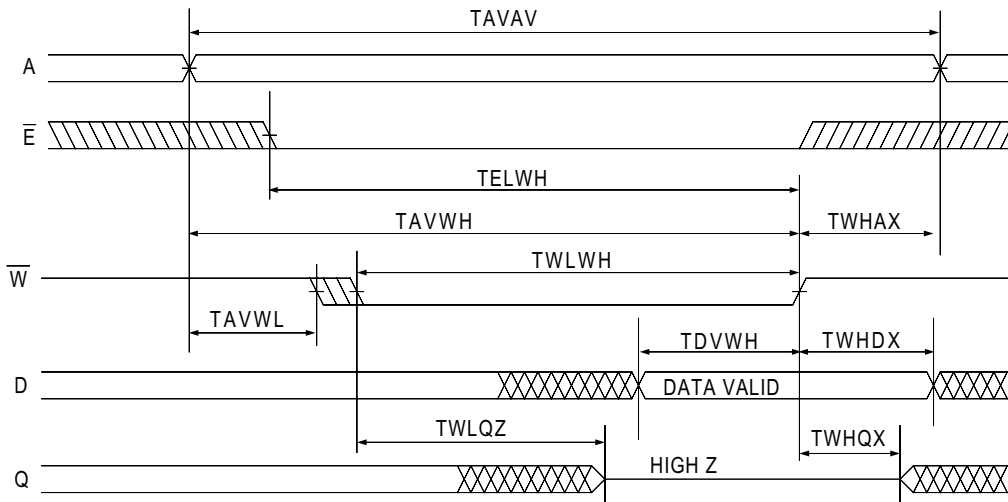 TAVAV
A
E
TELWH
TAVWH
TWHAX
W
TWLWH
TAVWL
TDVWH
TWHDX
D
DATA VALID
TWLQZ
TWHQX
Q
HIGH Z